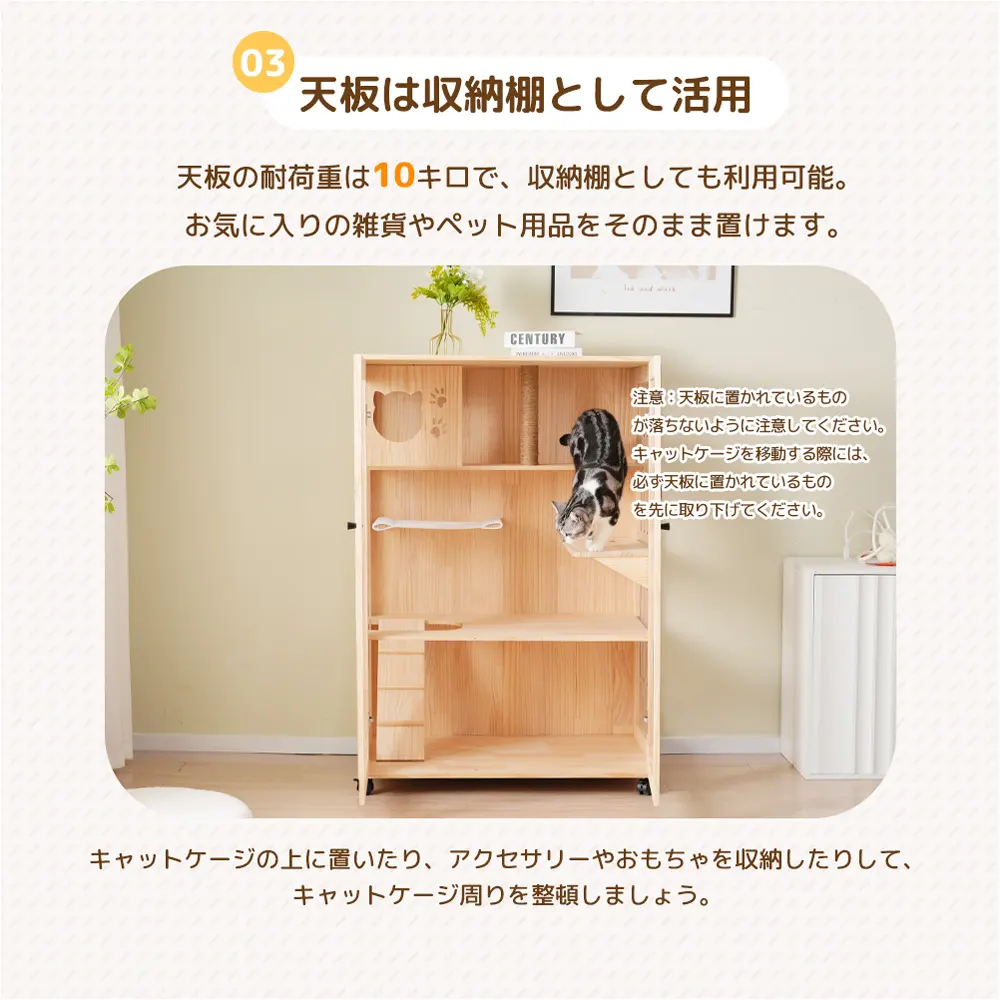 03
天板は収納棚として活用
天板の耐荷重は10キロで、収納棚としても利用可能。
お気に入りの雑貨やペット用品をそのまま置けます。
CENTURY
注意：天板に置かれているもの
が落ちないように注意してください。
キャットケージを移動する際には、
必ず天板に置かれているもの
を先に取り下げてください。
キャットケージの上に置いたり、アクセサリーやおもちゃを収納したりして、
キャットケージ周りを整頓しましょう。